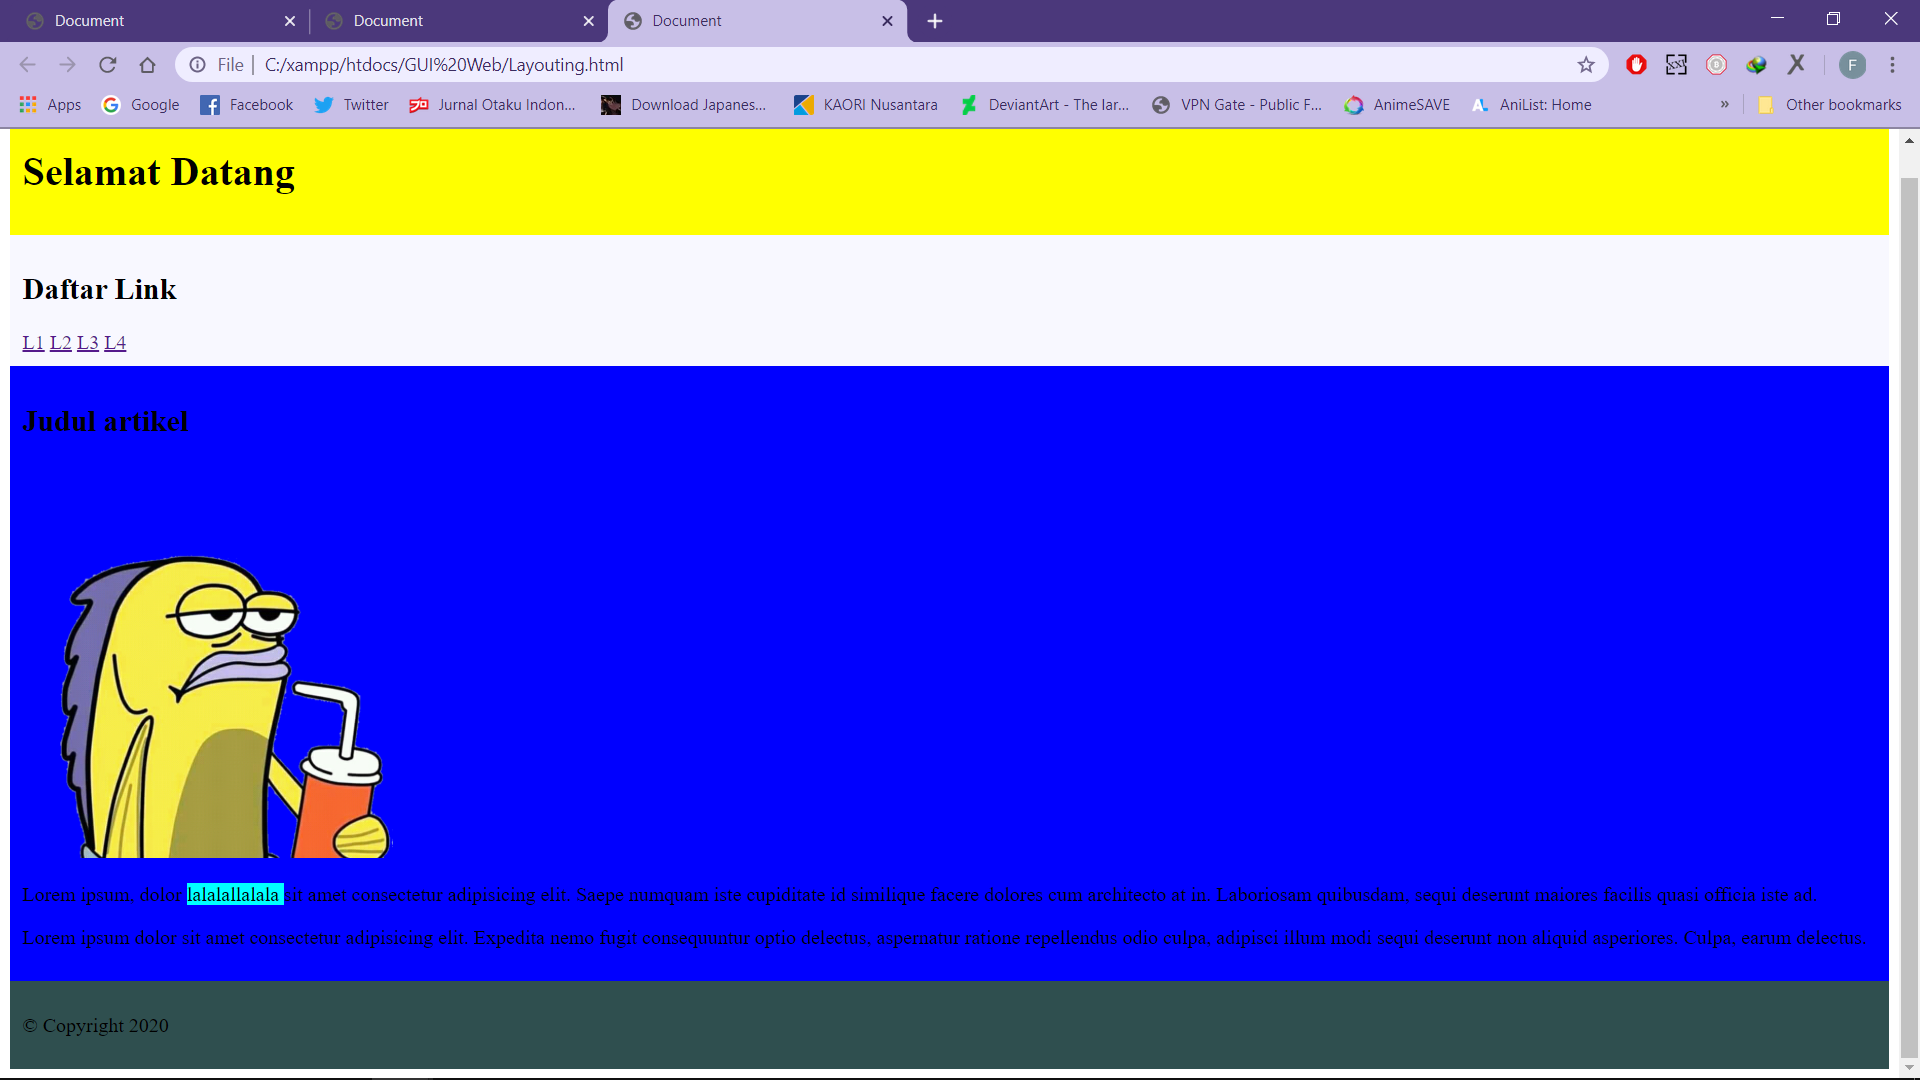 Document Document Document
File C:/xampp/htdocs/GUI%20Web/Layouting.html F
Apps Google Facebook Twitter Jurnal Otaku Indon... Download Japanes... KAORI Nusantara DeviantArt - The lar... VPN Gate - Public F... AnimeSAVE AniList: Home » Other bookmarks
Selamat Datang
Daftar Link
L1 L2 L3 L4
Judul artikel
Lorem ipsum, dolor lalalallalala sit amet consectetur adipisicing elit. Saepe numquam iste cupiditate id similique facere dolores cum architecto at in. Laboriosam quibusdam, sequi deserunt maiores facilis quasi officia iste ad.
Lorem ipsum dolor sit amet consectetur adipisicing elit. Expedita nemo fugit consequuntur optio delectus, aspernatur ratione repellendus odio culpa, adipisci illum modi sequi deserunt non aliquid asperiores. Culpa, earum delectus.
© Copyright 2020